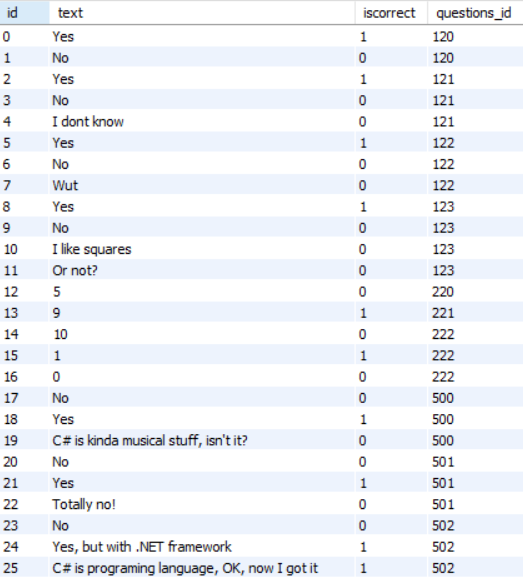 id text iscorrect questions_id
0 Yes 1 120
1 No 0 120
2 Yes 1 121
3 No 0 121
4 I dont know 0 121
5 Yes 1 122
6 No 0 122
7 Wut 0 122
8 Yes 1 123
9 No 0 123
10 I like squares 0 123
11 Or not? 0 123
12 5 0 220
13 9 1 221
14 10 0 222
15 1 1 222
16 0 0 222
17 No 0 500
18 Yes 1 500
19 C# is kinda musical stuff, isn't it? 0 500
20 No 0 501
21 Yes 1 501
22 Totally no! 0 501
23 No 0 502
24 Yes, but with .NET framework 1 502
25 C# is programing language, OK, now I got it 1 502